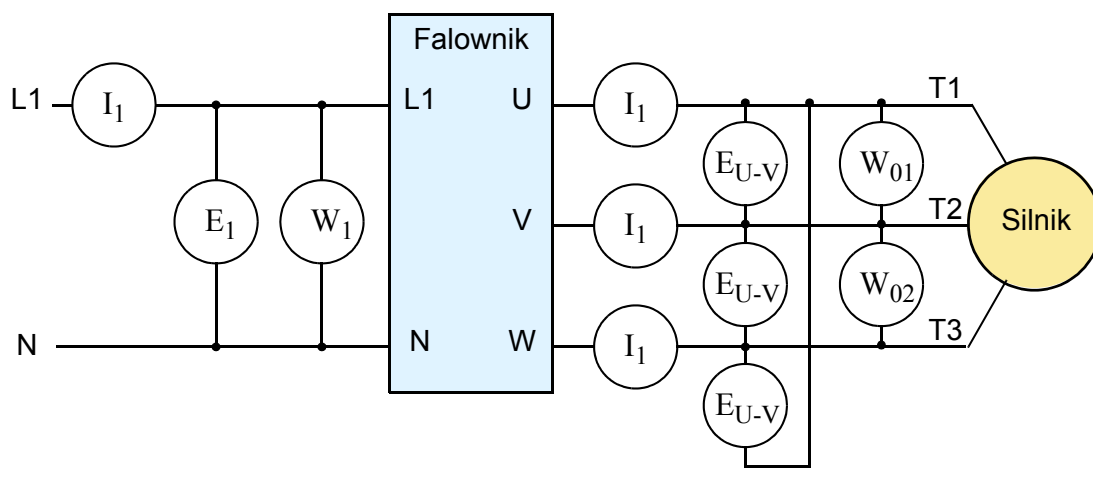 Falownik
L1 I1 L1 U I1 T1
EU-V W01
E1 W1 V I1 T2 Silnik
EU-V W02
N N W I1 T3
EU-V